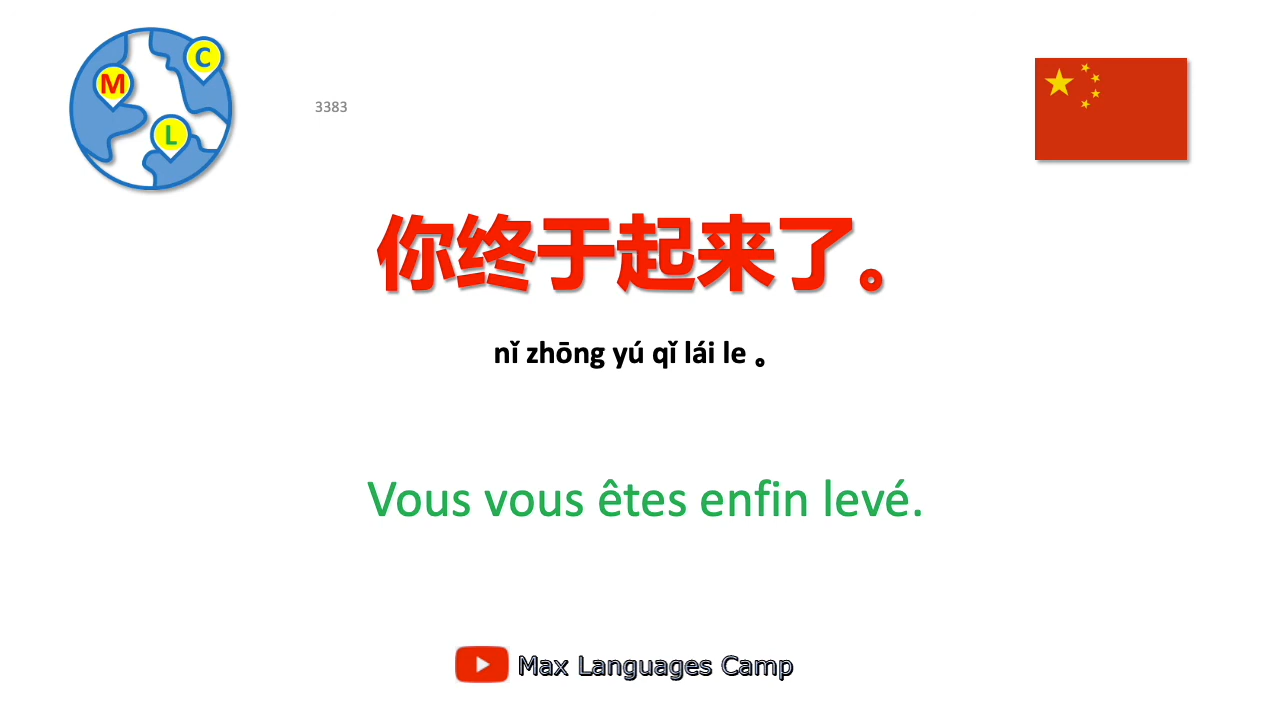 M
C
L
3383
你终于起来了。
nǐ zhōng yú qǐ lái le 。
Vous vous êtes enfin levé.
Max Languages Camp